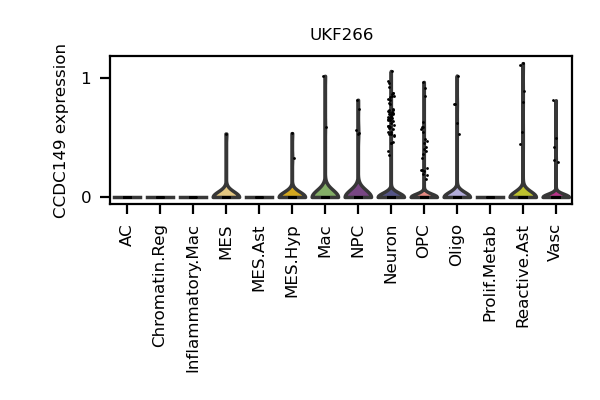 UKF266
CCDC149 expression
1
0
AC
Chromatin.Reg
Inflammatory.Mac
MES
MES.Ast
MES.Hyp
Mac
NPC
Neuron
OPC
Oligo
Prolif.Metab
Reactive.Ast
Vasc